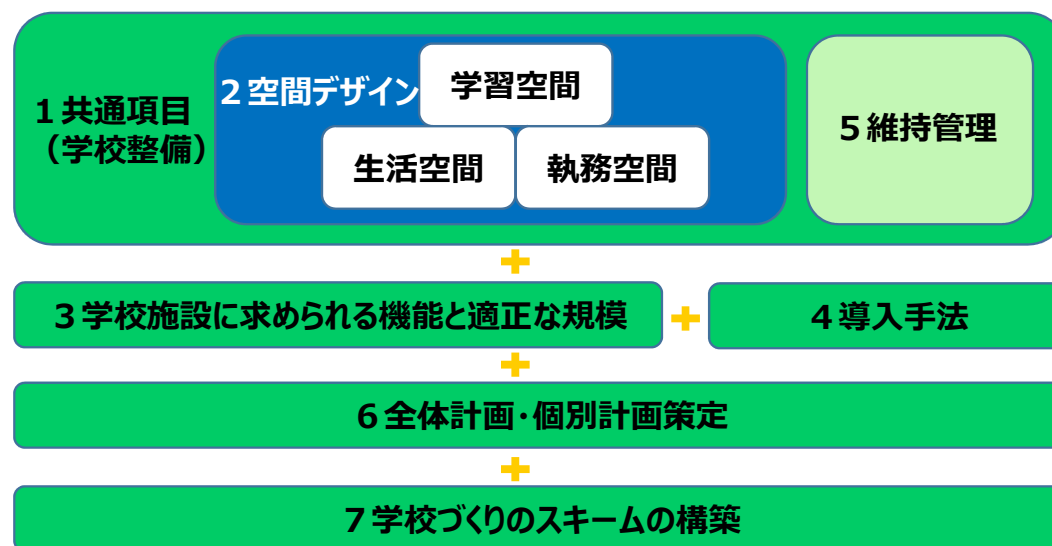 1共通項目
（学校整備）
2空間デザイン
学習空間
生活空間
執務空間
5維持管理
3学校施設に求められる機能と適正な規模
4導入手法
6全体計画・個別計画策定
7学校づくりのスキームの構築